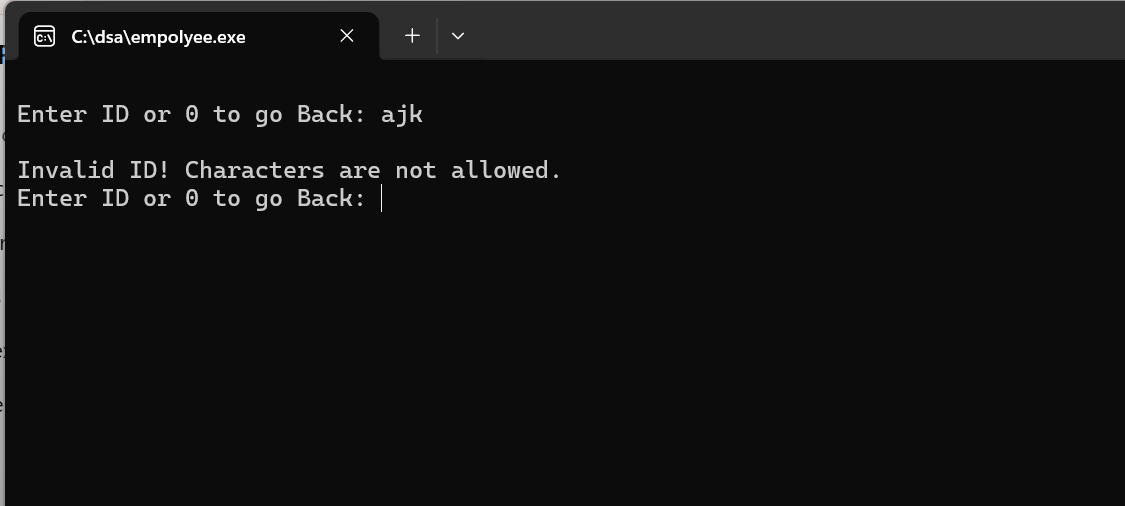 C:\dsa\empolyee.exe
Enter ID or 0 to go Back: ajk
Invalid ID! Characters are not allowed.
Enter ID or 0 to go Back: